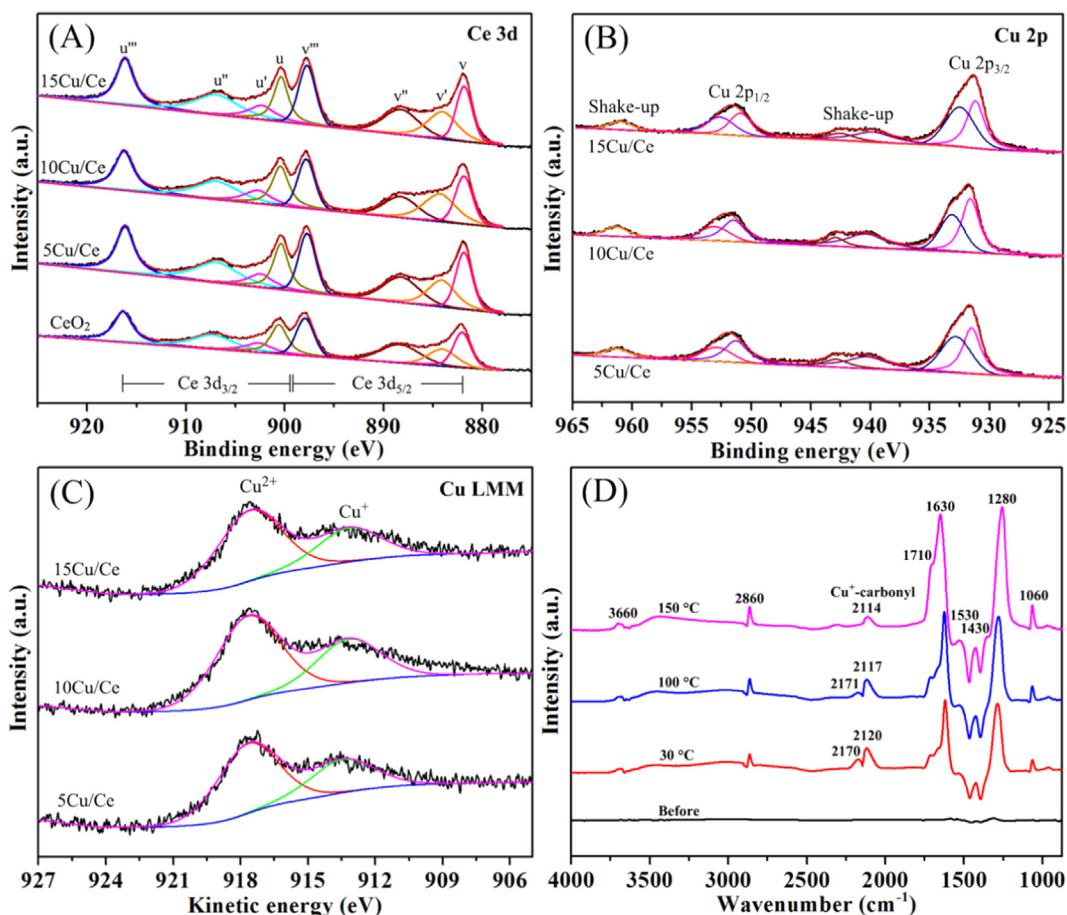 (A)
Ce 3d
u''' u'' u' u v''' v'' v' v
15Cu/Ce
10Cu/Ce
5Cu/Ce
CeO₂
Ce 3d₃/₂ Ce 3d₅/₂
920 910 900 890 880
Binding energy (eV)
Intensity (a.u.)
(B)
Cu 2p
Cu 2p₃/₂
Cu 2p₁/₂
Shake-up Shake-up
15Cu/Ce
10Cu/Ce
5Cu/Ce
965 960 955 950 945 940 935 930 925
Binding energy (eV)
Intensity (a.u.)
(C)
Cu LMM
Cu²⁺
Cu⁺
15Cu/Ce
10Cu/Ce
5Cu/Ce
927 924 921 918 915 912 909 906
Kinetic energy (eV)
Intensity (a.u.)
(D)
1630 1280
1710
Cu⁺-carbonyl
3660 150 °C 2860 2114 1530 1060
1430
100 °C 2171 2117
30 °C 2170 2120
Before
4000 3500 3000 2500 2000 1500 1000
Wavenumber (cm⁻¹)
Intensity (a.u.)